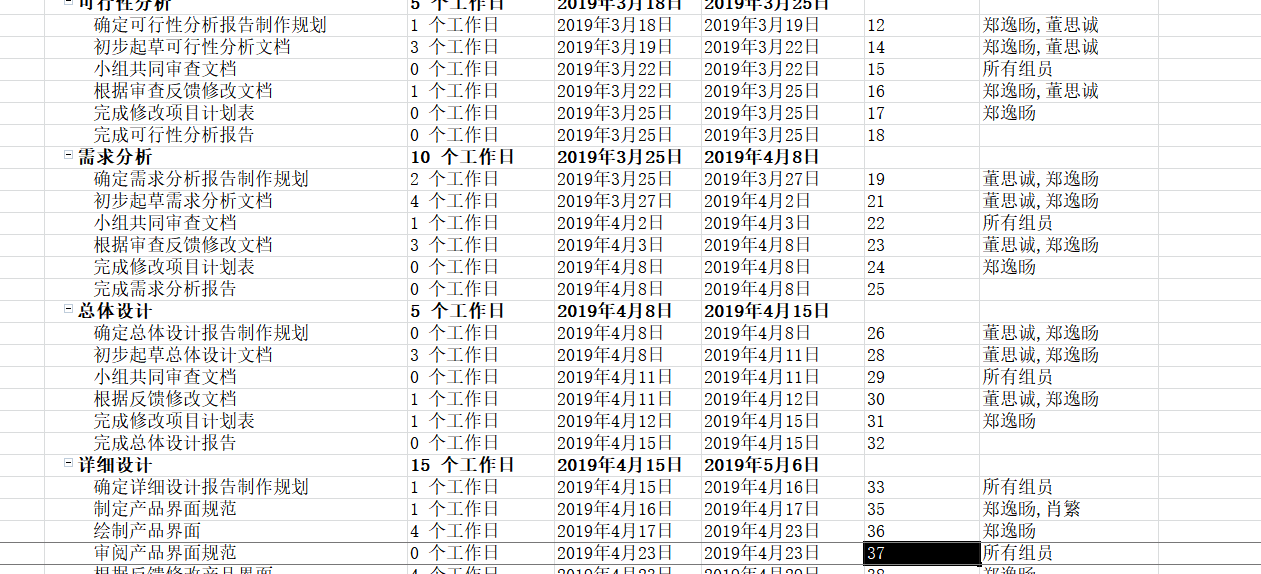 可行性分析 5 个工作日 2019年3月18日 2019年3月25日
确定可行性分析报告制作规划 1 个工作日 2019年3月18日 2019年3月19日 12 郑逸旸,董思诚
初步起草可行性分析文档 3 个工作日 2019年3月19日 2019年3月22日 14 郑逸旸,董思诚
小组共同审查文档 0 个工作日 2019年3月22日 2019年3月22日 15 所有组员
根据审查反馈修改文档 1 个工作日 2019年3月22日 2019年3月25日 16 郑逸旸,董思诚
完成修改项目计划表 0 个工作日 2019年3月25日 2019年3月25日 17 郑逸旸
完成可行性分析报告 0 个工作日 2019年3月25日 2019年3月25日 18
需求分析 10 个工作日 2019年3月25日 2019年4月8日
确定需求分析报告制作规划 2 个工作日 2019年3月25日 2019年3月27日 19 董思诚,郑逸旸
初步起草需求分析文档 4 个工作日 2019年3月27日 2019年4月2日 21 董思诚,郑逸旸
小组共同审查文档 1 个工作日 2019年4月2日 2019年4月3日 22 所有组员
根据审查反馈修改文档 3 个工作日 2019年4月3日 2019年4月8日 23 董思诚,郑逸旸
完成修改项目计划表 0 个工作日 2019年4月8日 2019年4月8日 24 郑逸旸
完成需求分析报告 0 个工作日 2019年4月8日 2019年4月8日 25
总体设计 5 个工作日 2019年4月8日 2019年4月15日
确定总体设计报告制作规划 0 个工作日 2019年4月8日 2019年4月8日 26 董思诚,郑逸旸
初步起草总体设计文档 3 个工作日 2019年4月8日 2019年4月11日 28 董思诚,郑逸旸
小组共同审查文档 0 个工作日 2019年4月11日 2019年4月11日 29 所有组员
根据反馈修改文档 1 个工作日 2019年4月11日 2019年4月12日 30 董思诚,郑逸旸
完成修改项目计划表 1 个工作日 2019年4月12日 2019年4月15日 31 郑逸旸
完成总体设计报告 0 个工作日 2019年4月15日 2019年4月15日 32
详细设计 15 个工作日 2019年4月15日 2019年5月6日
确定详细设计报告制作规划 1 个工作日 2019年4月15日 2019年4月16日 33 所有组员
制定产品界面规范 1 个工作日 2019年4月16日 2019年4月17日 35 郑逸旸,肖繁
绘制产品界面 4 个工作日 2019年4月17日 2019年4月23日 36 郑逸旸
审阅产品界面规范 0 个工作日 2019年4月23日 2019年4月23日 37 所有组员